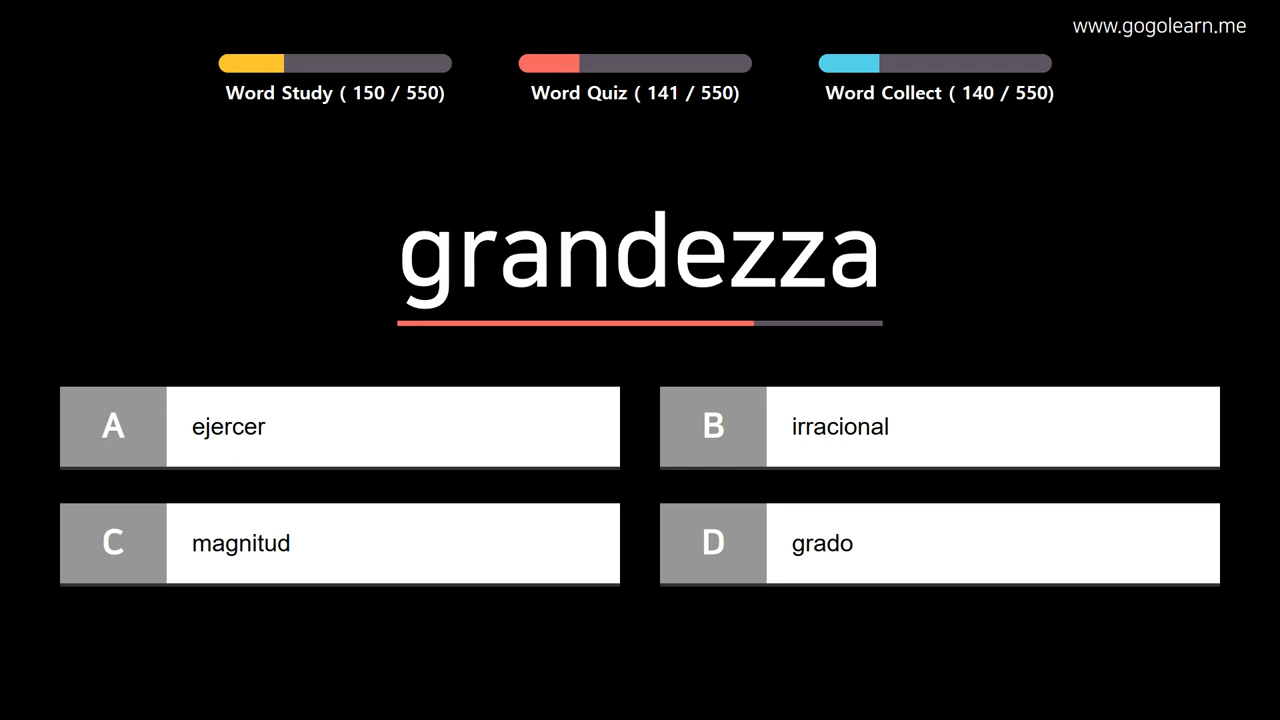 www.gogolearn.me
Word Study ( 150 / 550)
Word Quiz ( 141 / 550)
Word Collect ( 140 / 550)
grandezza
A ejercer
B irracional
C magnitud
D grado